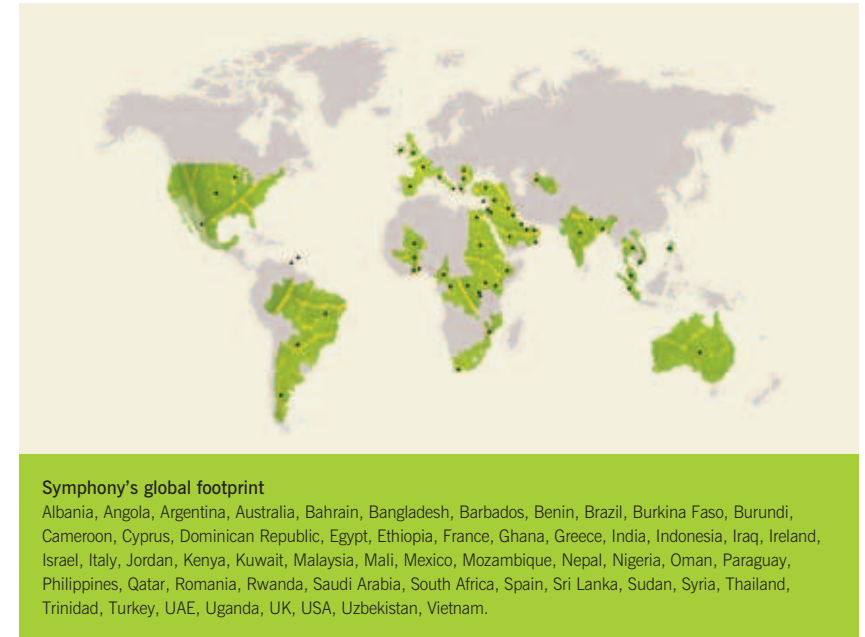 Symphony's global footprint
Albania, Angola, Argentina, Australia, Bahrain, Bangladesh, Barbados, Benin, Brazil, Burkina Faso, Burundi,
Cameroon, Cyprus, Dominican Republic, Egypt, Ethiopia, France, Ghana, Greece, India, Indonesia, Iraq, Ireland,
Israel, Italy, Jordan, Kenya, Kuwait, Malaysia, Mali, Mexico, Mozambique, Nepal, Nigeria, Oman, Paraguay,
Philippines, Qatar, Romania, Rwanda, Saudi Arabia, South Africa, Spain, Sri Lanka, Sudan, Syria, Thailand,
Trinidad, Turkey, UAE, Uganda, UK, USA, Uzbekistan, Vietnam.